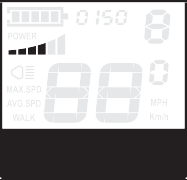 0150 8
POWER
0
MAX.SPD 88
AVG.SPD MPH
WALK Km/h